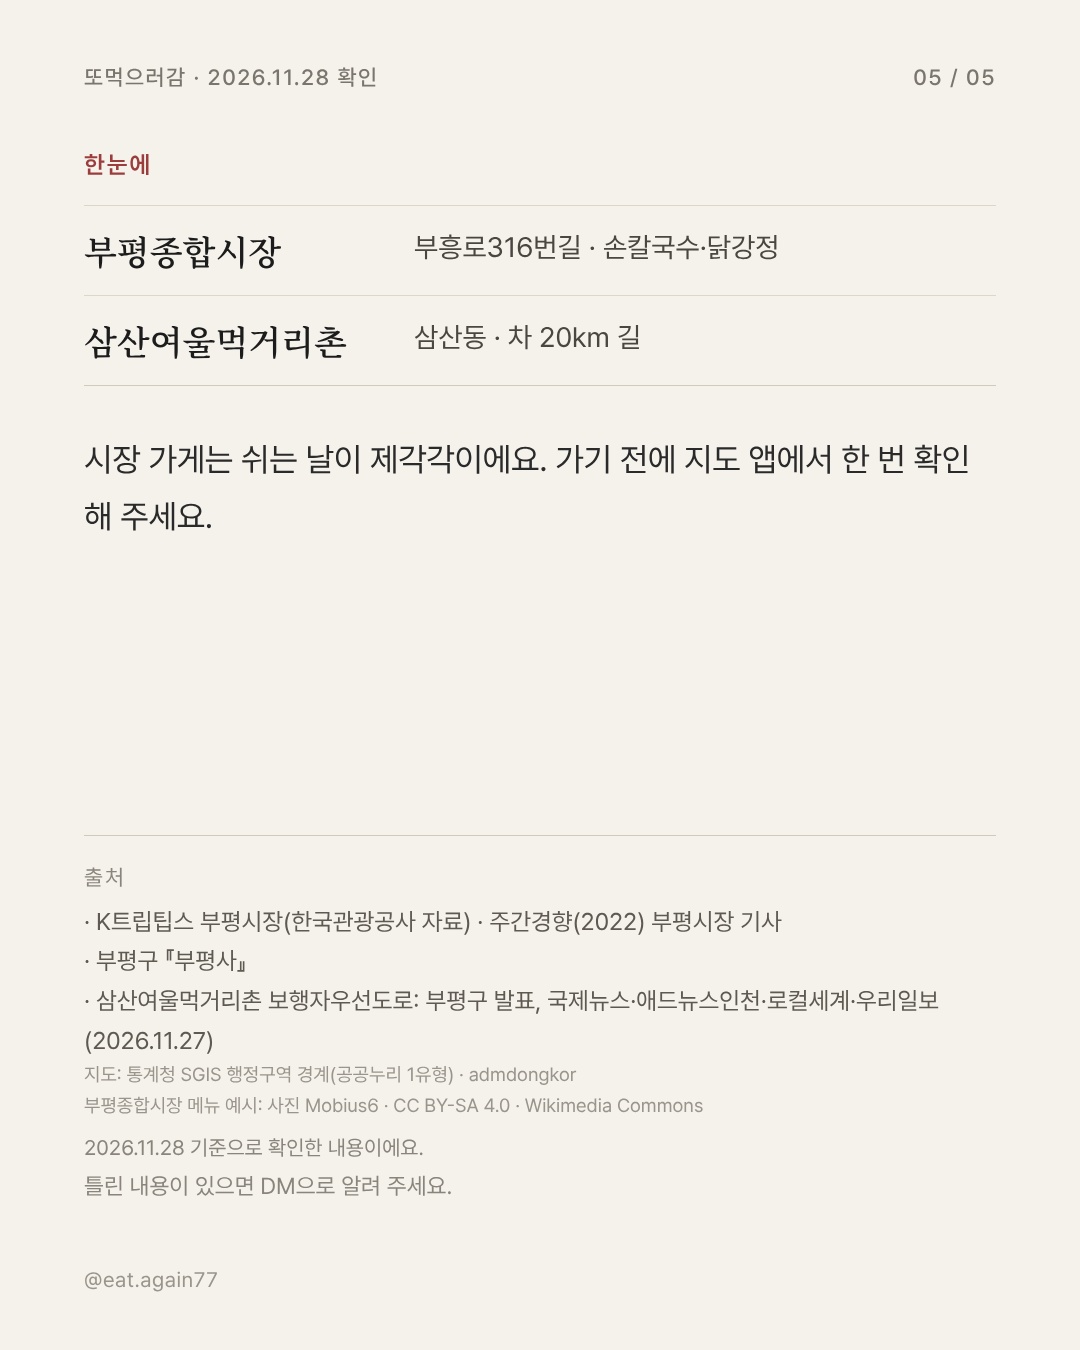 또먹으러감 · 2026.11.28 확인
05 / 05
한눈에
부평종합시장
부흥로316번길 · 손칼국수·닭강정
삼산여울먹거리촌
삼산동 · 차 20km 길
시장 가게는 쉬는 날이 제각각이에요. 가기 전에 지도 앱에서 한 번 확인
해 주세요.
출처
· K트립팁스 부평시장(한국관광공사 자료) · 주간경향(2022) 부평시장 기사
· 부평구 『부평사』
· 삼산여울먹거리촌 보행자우선도로: 부평구 발표, 국제뉴스·애드뉴스인천·로컬세계·우리일보
(2026.11.27)
지도: 통계청 SGIS 행정구역 경계(공공누리 1유형) · admdongkor
부평종합시장 메뉴 예시: 사진 Mobius6 · CC BY-SA 4.0 · Wikimedia Commons
2026.11.28 기준으로 확인한 내용이에요.
틀린 내용이 있으면 DM으로 알려 주세요.
@eat.again77